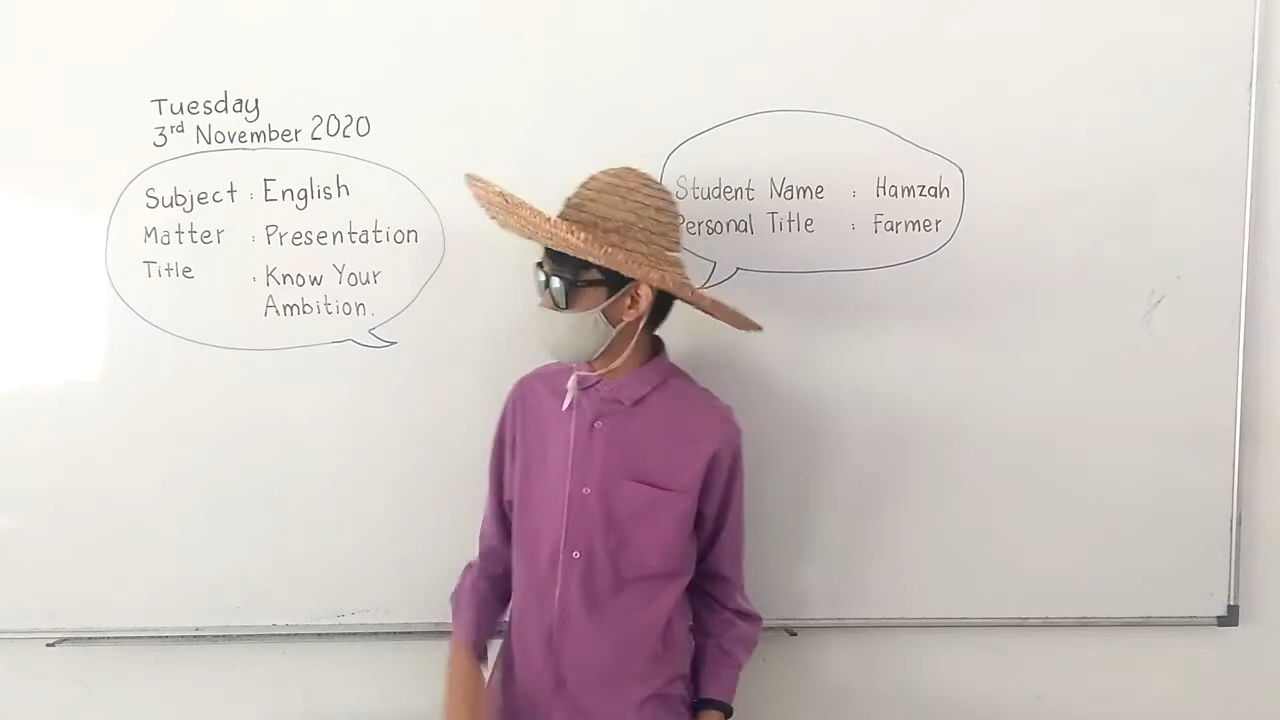 Tuesday
3rd November 2020
Subject : English
Matter : Presentation
Title : Know Your
Ambition.
Student Name : Hamzah
Personal Title : Farmer